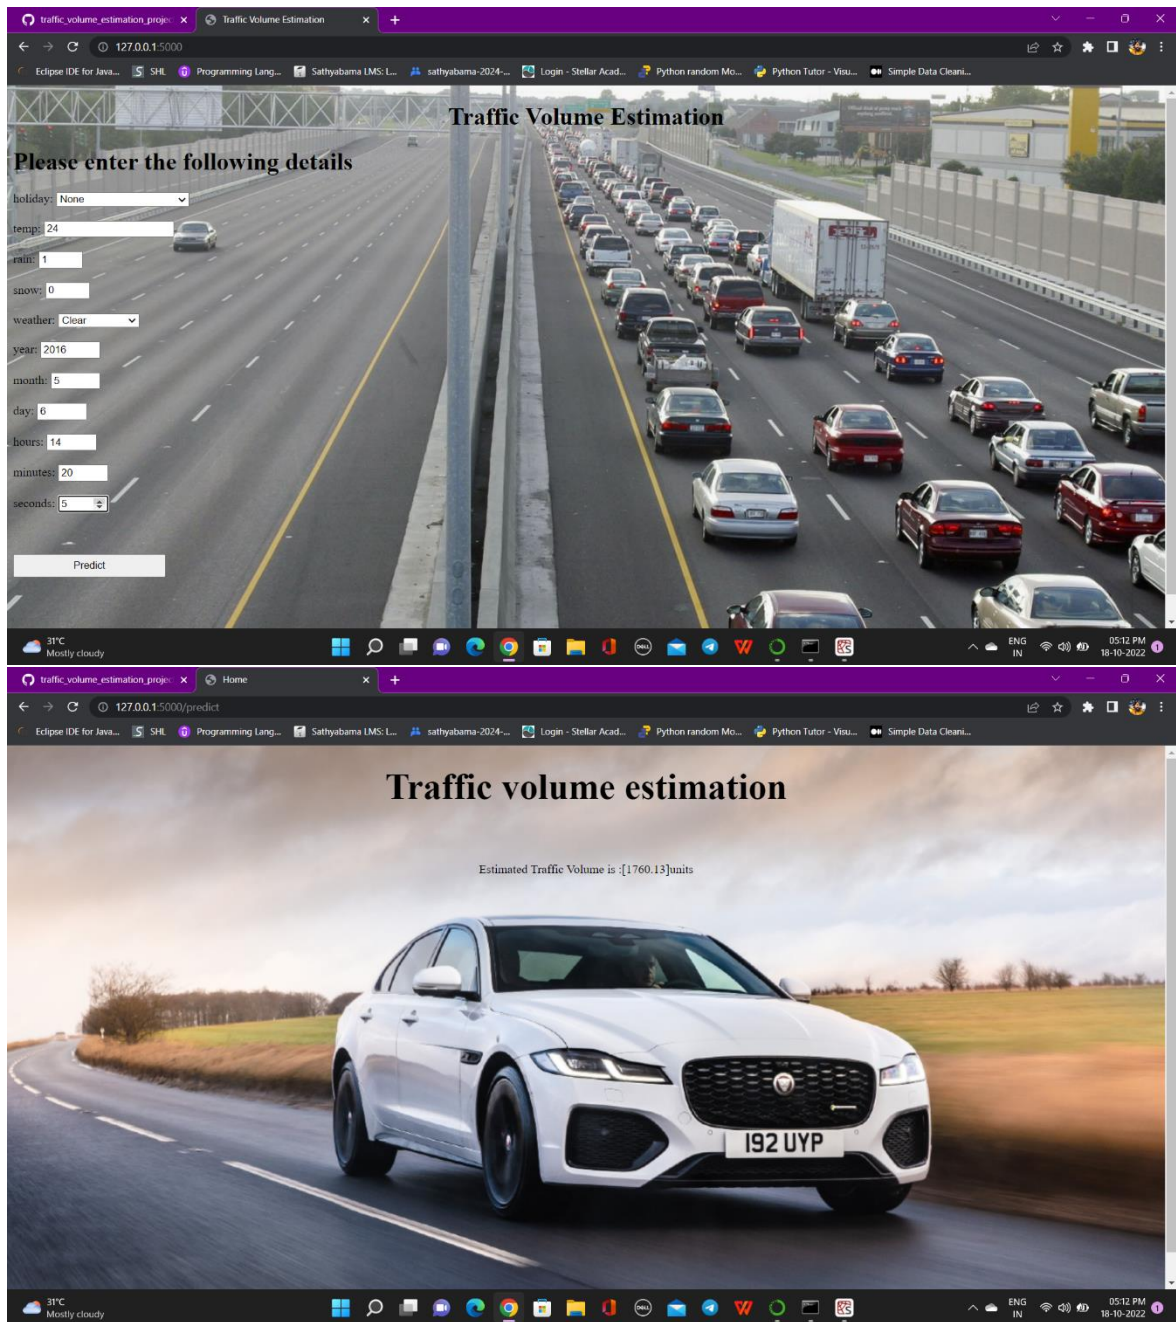 traffic_volume_estimation_projec
Traffic Volume Estimation
127.0.0.1:5000
Eclipse IDE for Java... SHL Programming Lang... Sathyabama LMS: L... sathyabama-2024-... Login - Stellar Acad... Python random Mo... Python Tutor - Visu... Simple Data Cleani...
Traffic Volume Estimation
Please enter the following details
holiday: None
temp: 24
rain: 1
snow: 0
weather: Clear
year: 2016
month: 5
day: 6
hours: 14
minutes: 20
seconds: 5
Predict
31°C
Mostly cloudy
DELL
ENG
IN
05:12 PM
18-10-2022
1
traffic_volume_estimation_projec
Home
127.0.0.1:5000/predict
Eclipse IDE for Java... SHL Programming Lang... Sathyabama LMS: L... sathyabama-2024-... Login - Stellar Acad... Python random Mo... Python Tutor - Visu... Simple Data Cleani...
Traffic volume estimation
Estimated Traffic Volume is :[1760.13]units
192 UYP
31°C
Mostly cloudy
DELL
ENG
IN
05:12 PM
18-10-2022
1